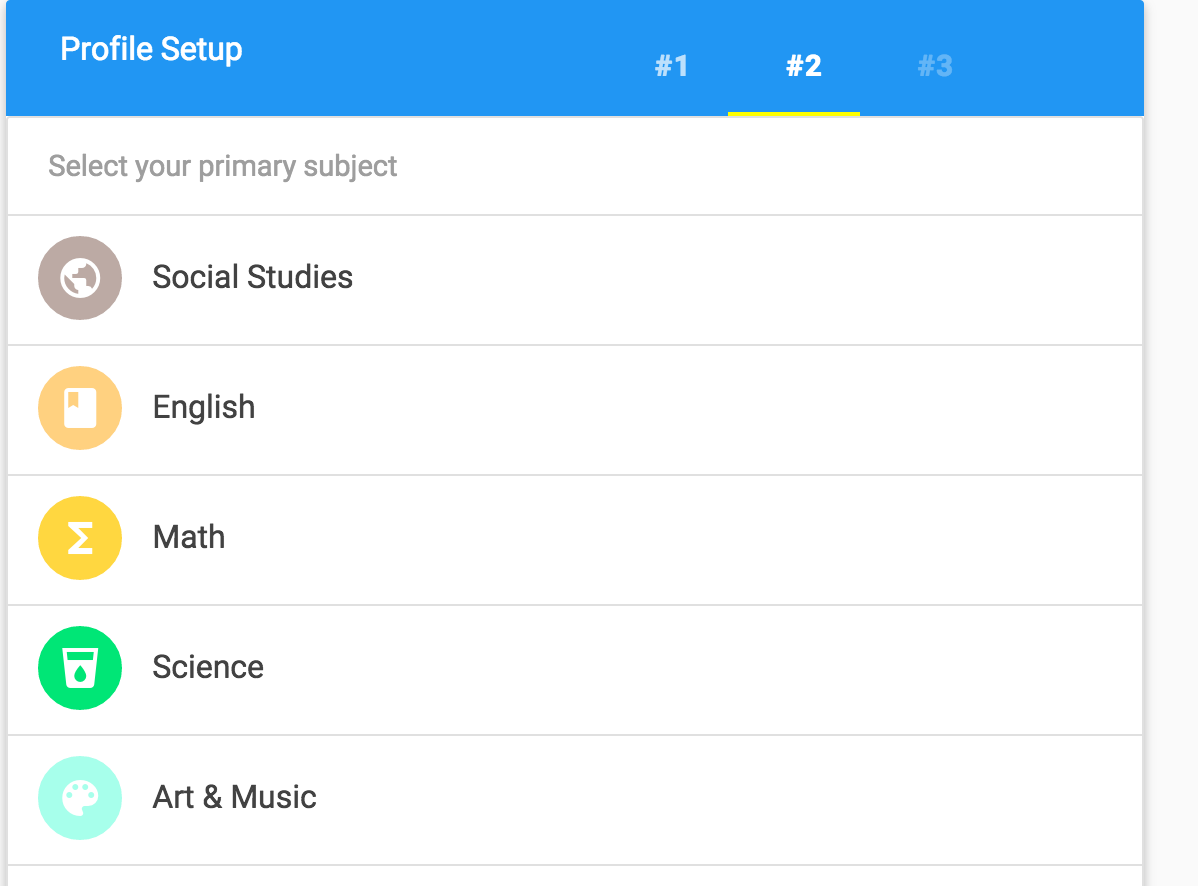 Profile Setup
#1 #2 #3
Select your primary subject
Social Studies
English
Math
Science
Art & Music